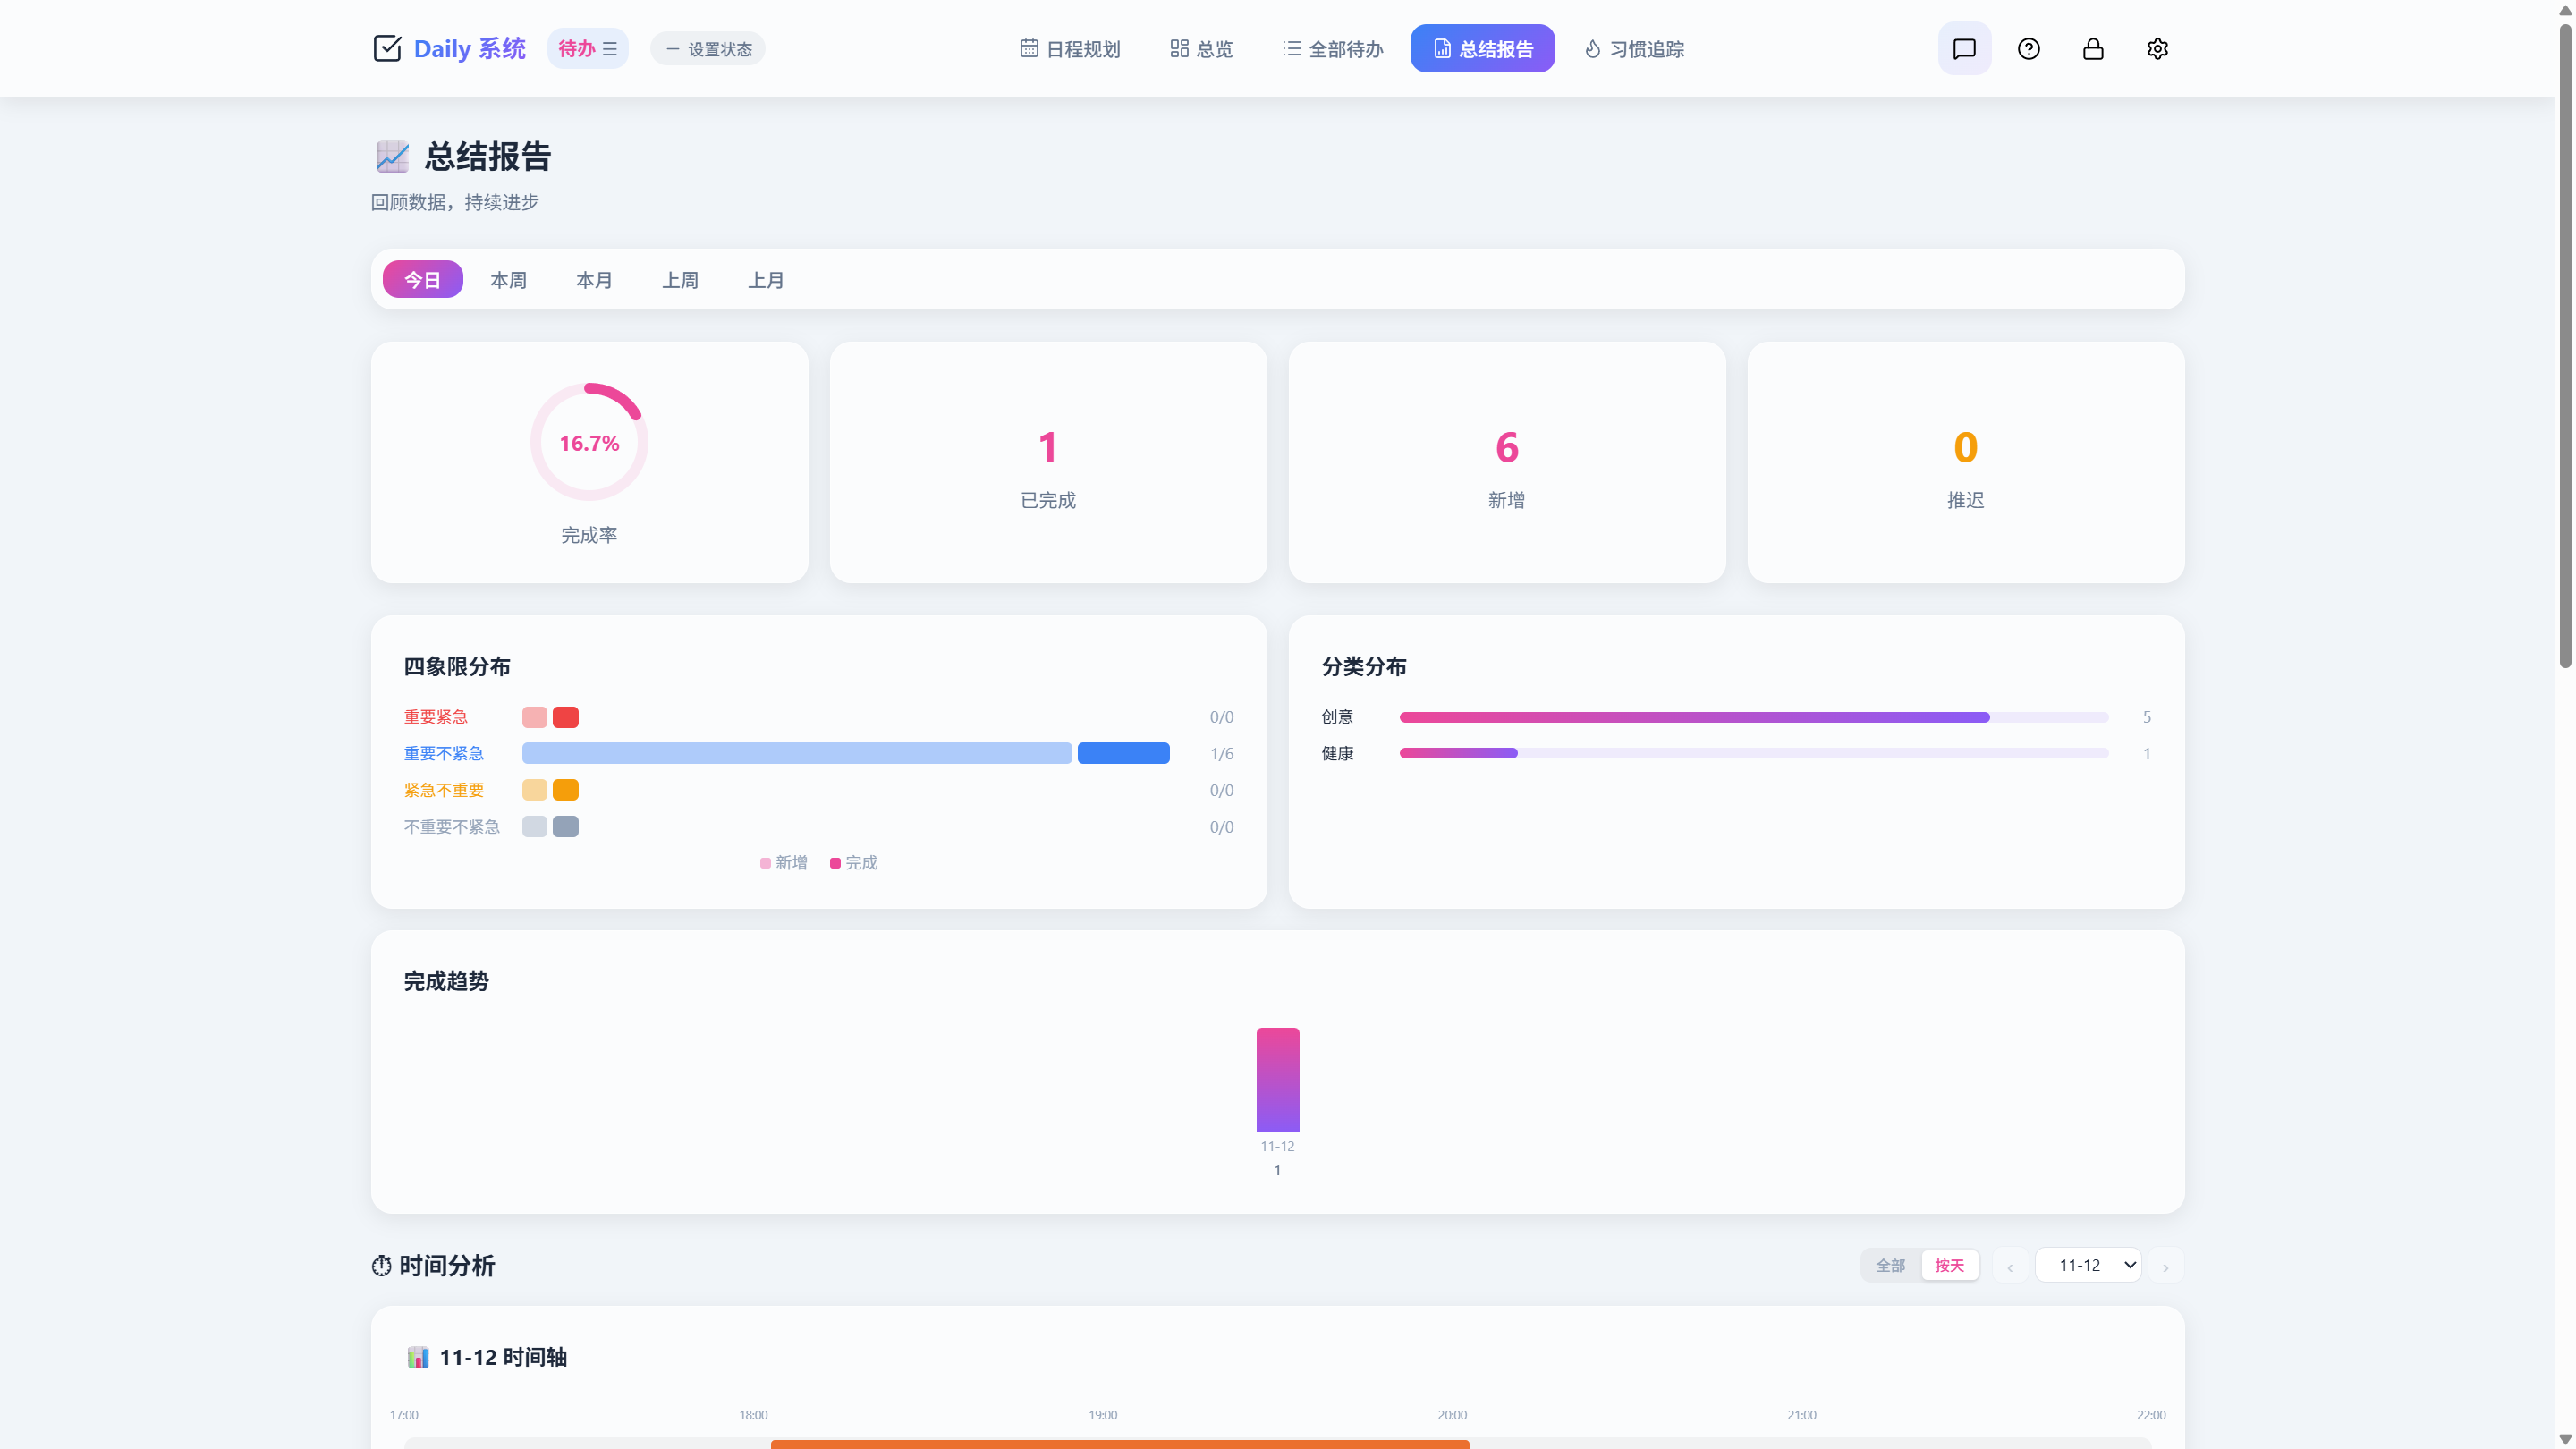 Daily 系统
待办
设置状态
日程规划
总览
全部待办
总结报告
习惯追踪
总结报告
回顾数据，持续进步
今日
本周
本月
上周
上月
16.7%
完成率
1
已完成
6
新增
0
推迟
四象限分布
重要紧急 0/0
重要不紧急 1/6
紧急不重要 0/0
不重要不紧急 0/0
新增 完成
分类分布
创意 5
健康 1
完成趋势
11-12
1
时间分析
全部
按天
11-12
11-12 时间轴
17:00 18:00 19:00 20:00 21:00 22:00